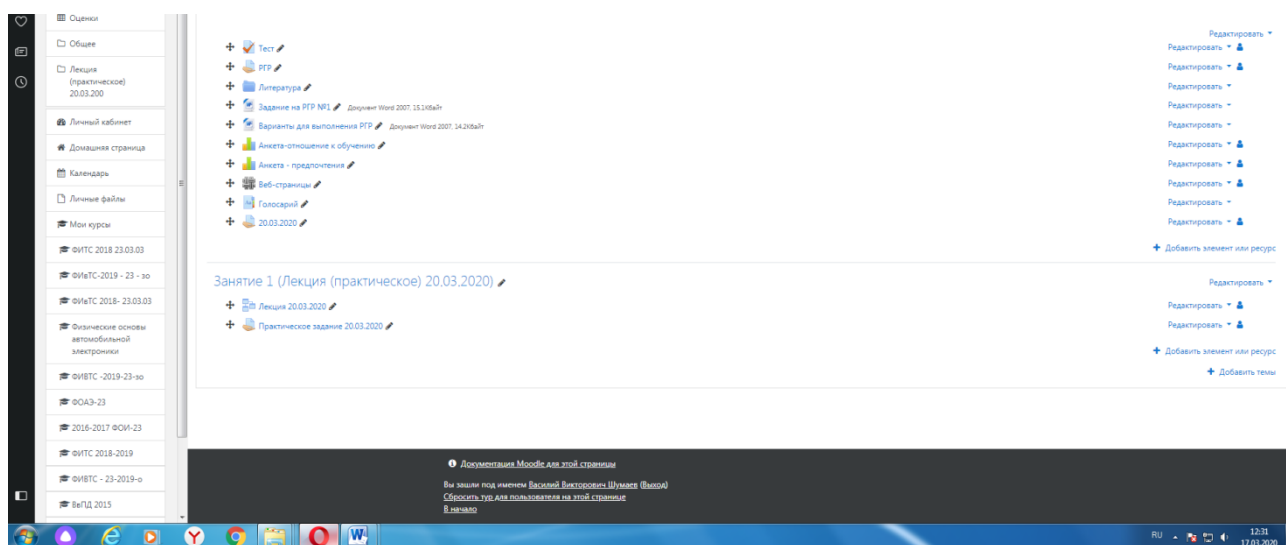 Оценки
Общее
Лекция
(практическое)
20.03.200
Личный кабинет
Домашняя страница
Календарь
Личные файлы
Мои курсы
ФИТС 2018 23.03.03
ФИвТС-2019 - 23 - зо
ФИвТС 2018- 23.03.03
Физические основы
автомобильной
электроники
ФИВТС -2019-23-зо
ФОАЭ-23
2016-2017 ФОИ-23
ФИТС 2018-2019
ФИВТС - 23-2019-о
ВеПД 2015
Редактировать
Тест Редактировать
РГР Редактировать
Литература Редактировать
Задание на РГР №1 Документ Word 2007, 15.1Кбайт Редактировать
Варианты для выполнения РГР Документ Word 2007, 14.2Кбайт Редактировать
Анкета-отношение к обучению Редактировать
Анкета - предпочтения Редактировать
Веб-страницы Редактировать
Голосарий Редактировать
20.03.2020 Редактировать
+ Добавить элемент или ресурс
Занятие 1 (Лекция (практическое) 20.03.2020) Редактировать
Лекция 20.03.2020 Редактировать
Практическое задание 20.03.2020 Редактировать
+ Добавить элемент или ресурс
+ Добавить темы
Документация Moodle для этой страницы
Вы зашли под именем Василий Викторович Шумаев (Выход)
Сбросить тур для пользователя на этой странице
В начало
RU 12:31
17.03.2020